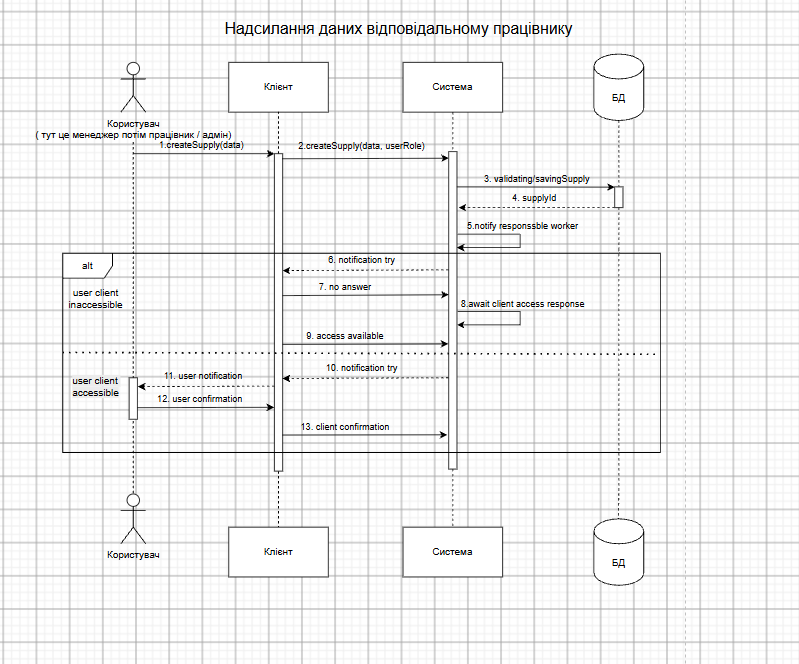 Надсилання даних відповідальному працівнику
Клієнт
Система
БД
Користувач
( тут це менеджер потім працівник / адмін)
1.createSupply(data)
2.createSupply(data, userRole)
3. validating/savingSupply
4. supplyId
5.notify responssble worker
alt
6. notification try
user client
inaccessible
7. no answer
8.await client access response
9. access available
10. notification try
user client
accessible
11. user notification
12. user confirmation
13. client confirmation
Користувач
Клієнт
Система
БД